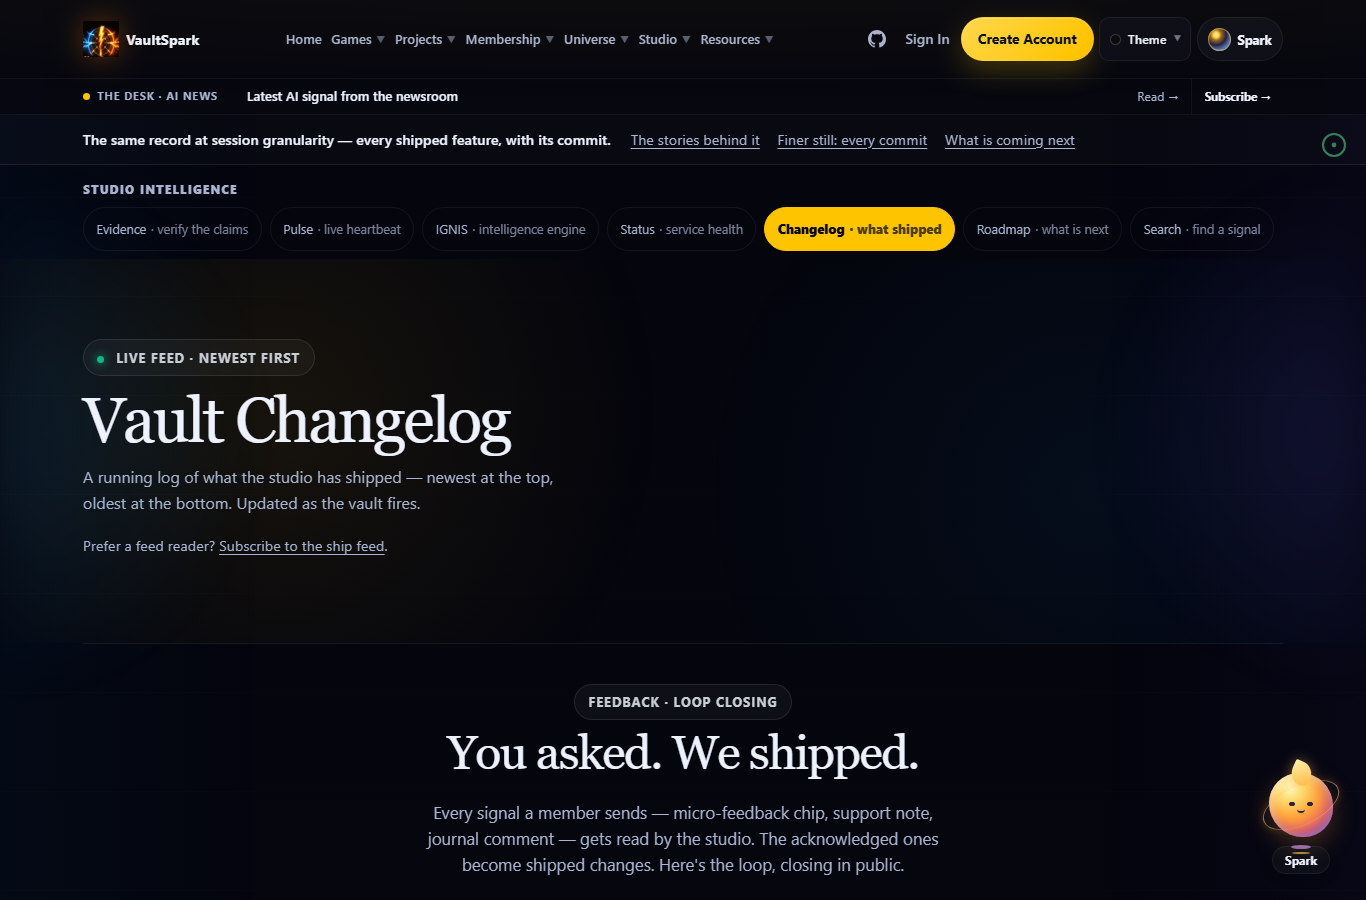 VaultSpark
Home Games Projects Membership Universe Studio Resources
Sign In
Create Account
Theme
Spark
THE DESK · AI NEWS
Latest AI signal from the newsroom
Read →
Subscribe →
The same record at session granularity — every shipped feature, with its commit.
The stories behind it
Finer still: every commit
What is coming next
STUDIO INTELLIGENCE
Evidence · verify the claims
Pulse · live heartbeat
IGNIS · intelligence engine
Status · service health
Changelog · what shipped
Roadmap · what is next
Search · find a signal
LIVE FEED · NEWEST FIRST
Vault Changelog
A running log of what the studio has shipped — newest at the top,
oldest at the bottom. Updated as the vault fires.
Prefer a feed reader? Subscribe to the ship feed.
FEEDBACK · LOOP CLOSING
You asked. We shipped.
Every signal a member sends — micro-feedback chip, support note,
journal comment — gets read by the studio. The acknowledged ones
become shipped changes. Here's the loop, closing in public.
Spark